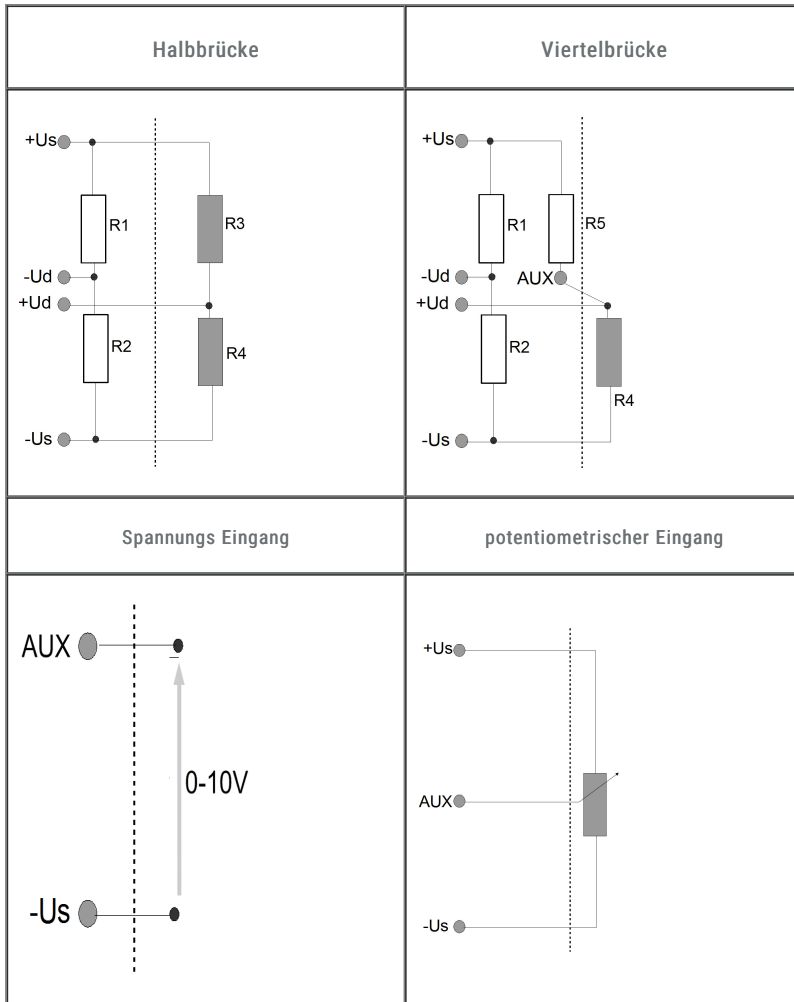 Halbbrücke
Viertelbrücke
+Us
R1
R3
-Ud
+Ud
R2
R4
-Us
+Us
R1
R5
-Ud
AUX
+Ud
R2
R4
-Us
Spannungs Eingang
potentiometrischer Eingang
AUX
0-10V
-Us
+Us
AUX
-Us